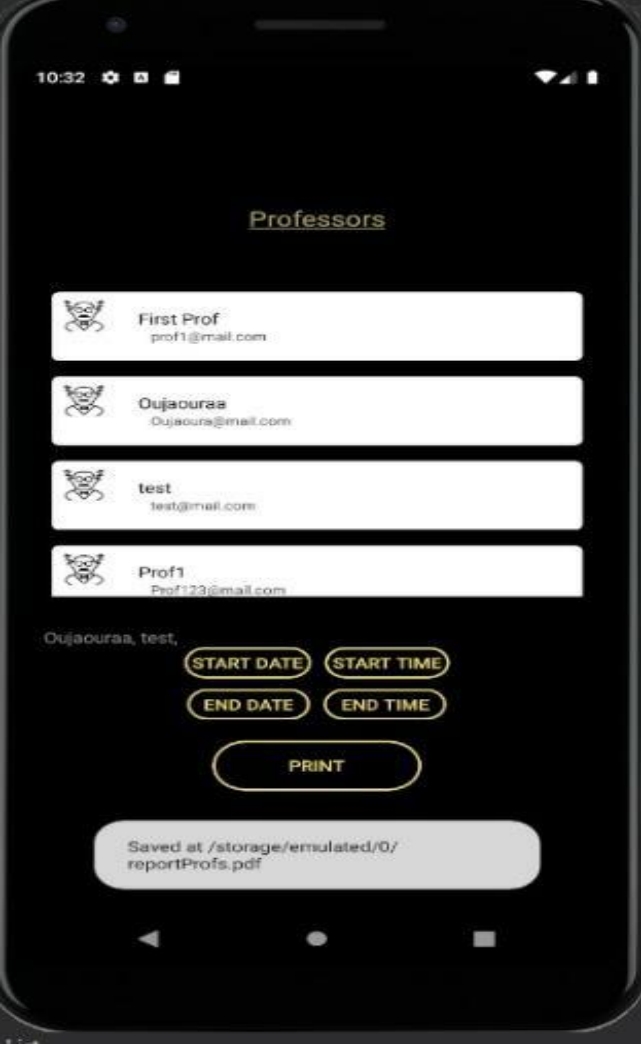 10:32
Professors
First Prof
prof1@mail.com
Oujaouraa
Oujaoura@mail.com
test
test@mail.com
Prof1
Prof123@mail.com
Oujaouraa, test,
START DATE START TIME
END DATE END TIME
PRINT
Saved at /storage/emulated/0/
reportProfs.pdf